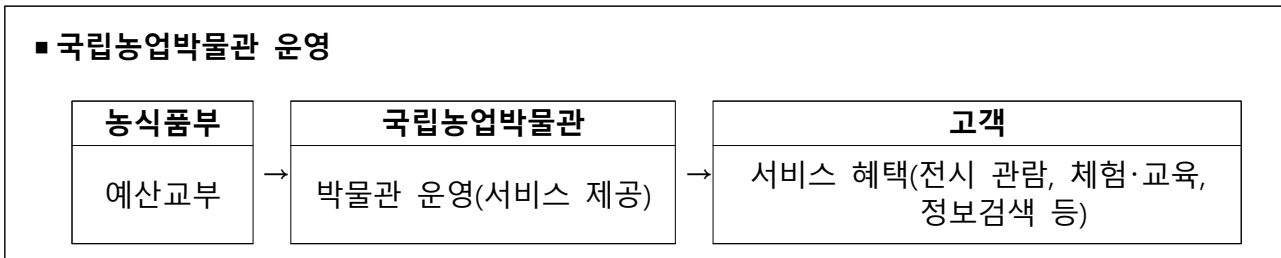 ▪ 국립농업박물관 운영
농식품부
예산교부
→
국립농업박물관
박물관 운영(서비스 제공)
→
고객
서비스 혜택(전시 관람, 체험·교육,
정보검색 등)